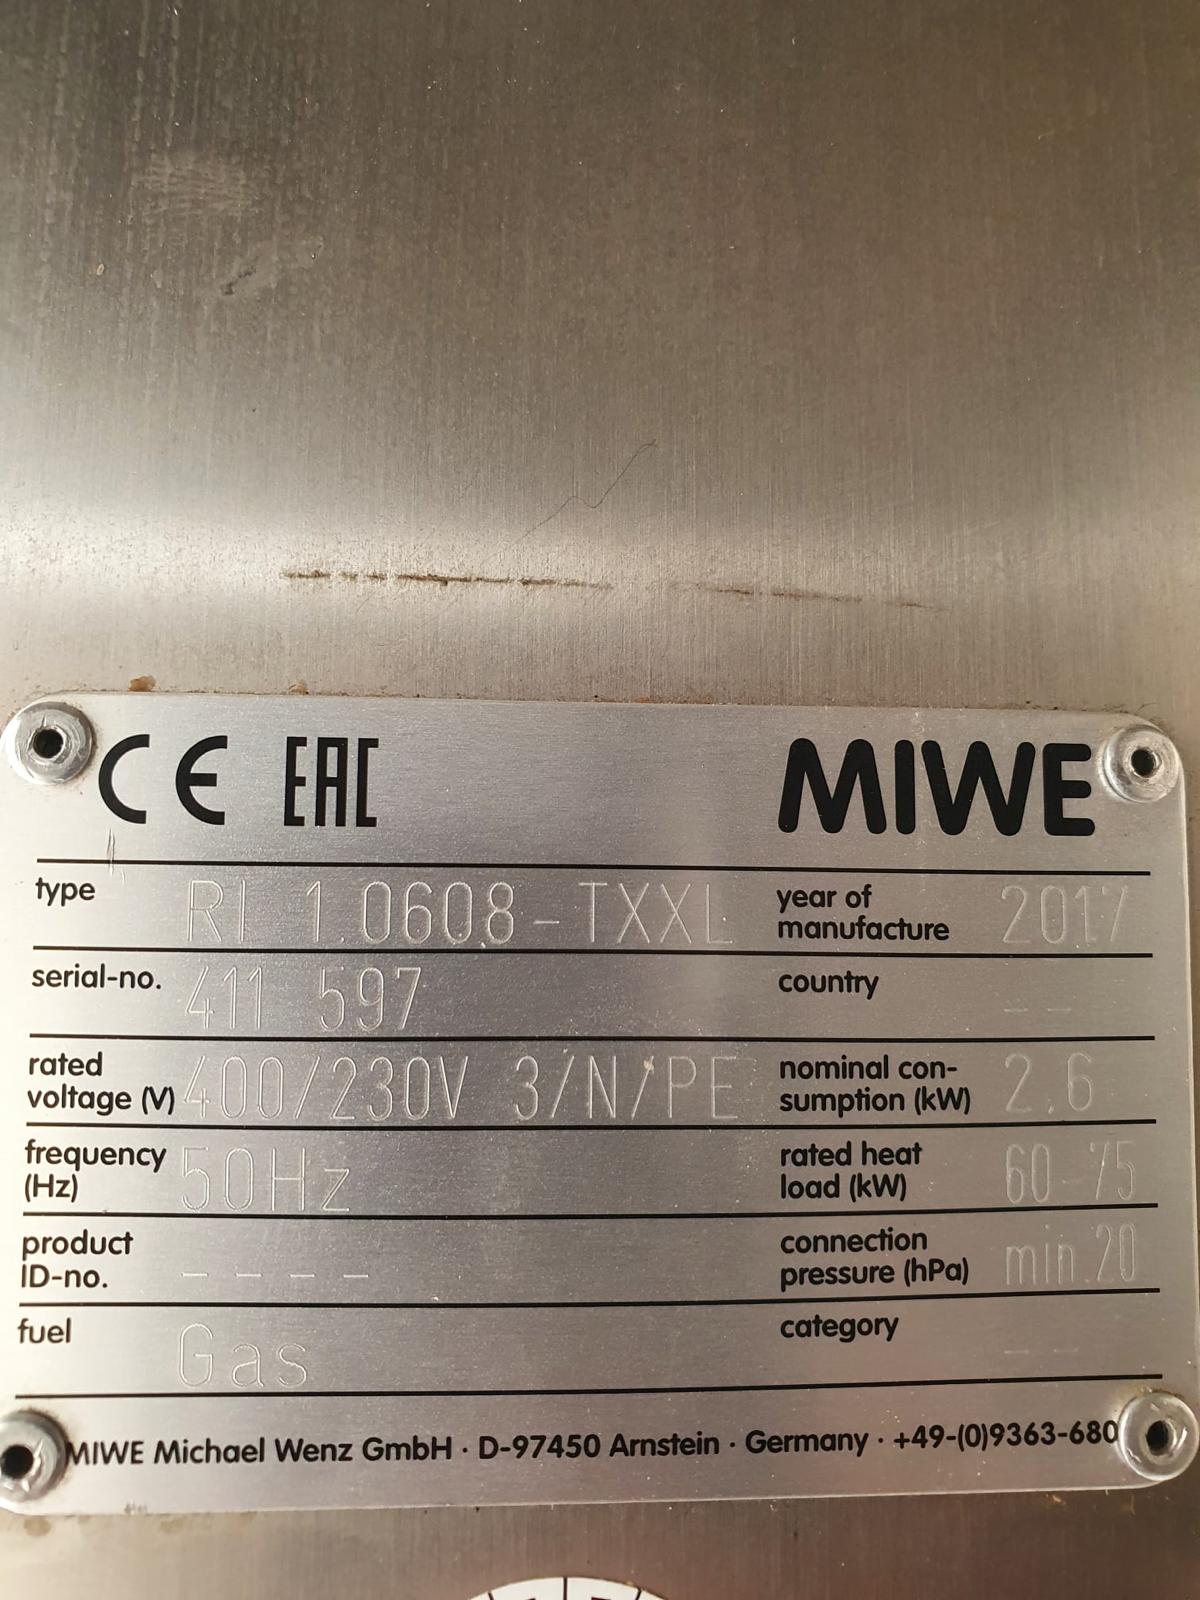 CE EAC MIWE
type RI 1.0608-TXXL year of manufacture 2017
serial-no. 411 597 country --
rated voltage (V) 400/230V 3/N/PE nominal con-sumption (kW) 2.6
frequency (Hz) 50Hz rated heat load (kW) 60-75
product ID-no. ---- connection pressure (hPa) min.20
fuel Gas category --
MIWE Michael Wenz GmbH · D-97450 Arnstein · Germany · +49-(0)9363-680